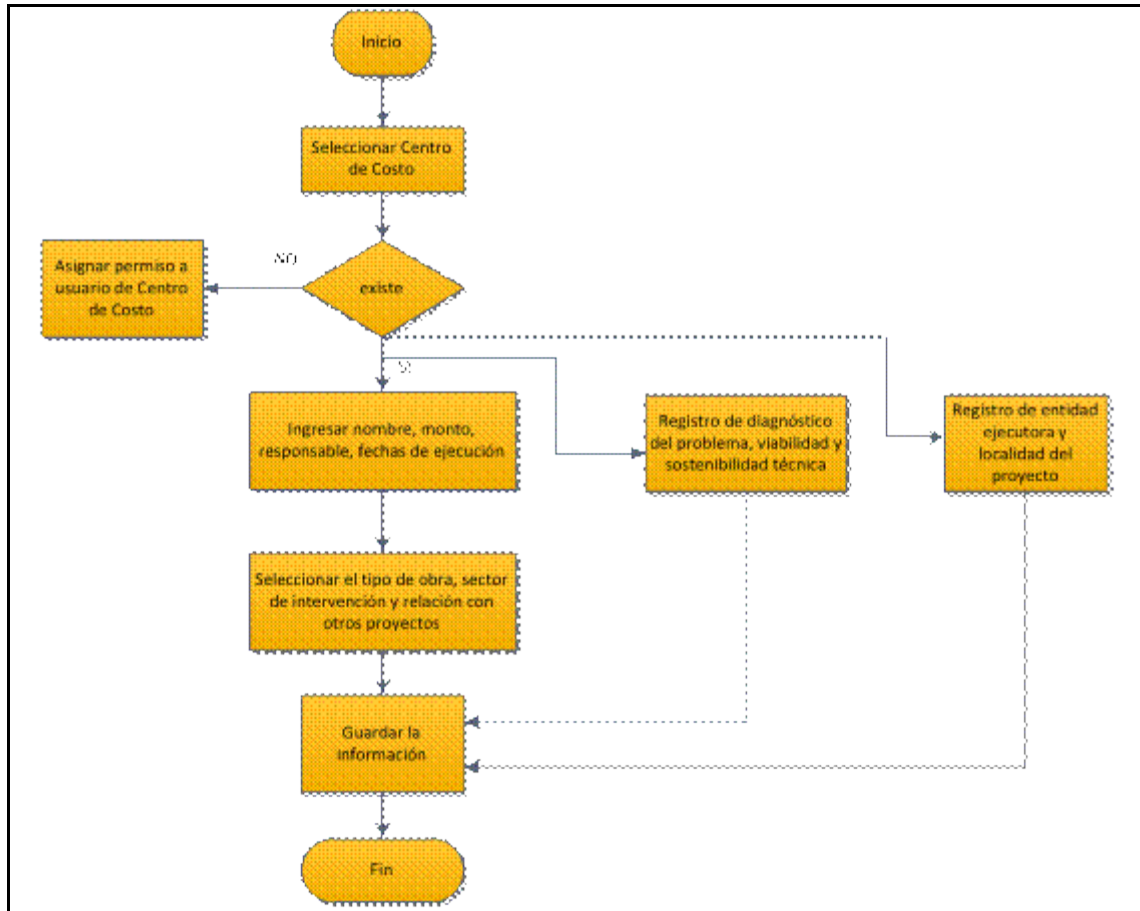 Inicio
Seleccionar Centro
de Costo
NO
Asignar permiso a
usuario de Centro
de Costo
existe
SI
Ingresar nombre, monto,
responsable, fechas de ejecución
Registro de diagnóstico
del problema, viabilidad y
sostenibilidad técnica
Registro de entidad
ejecutora y
localidad del
proyecto
Seleccionar el tipo de obra, sector
de intervención y relación con
otros proyectos
Guardar la
información
Fin